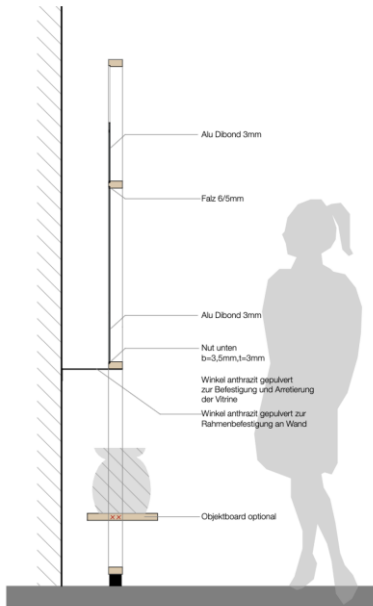 Alu Dibond 3mm
Falz 6/5mm
Alu Dibond 3mm
Nut unten
b=3,5mm,t=3mm
Winkel anthrazit gepulvert
zur Befestigung und Arretierung
der Vitrine
Winkel anthrazit gepulvert zur
Rahmenbefestigung an Wand
Objektboard optional